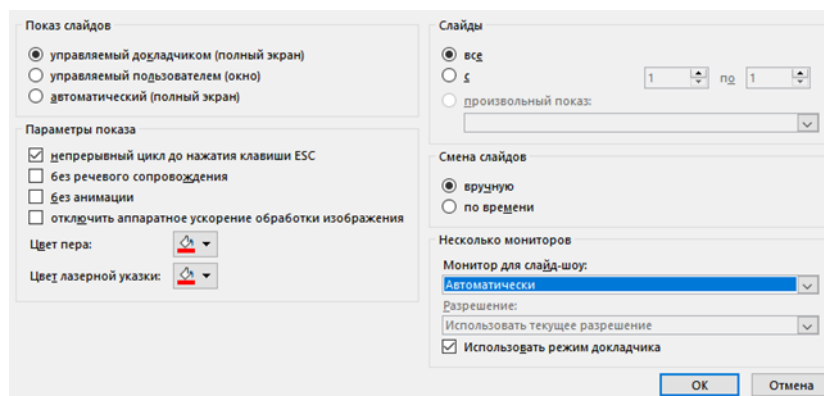 Показ слайдов
управляемый докладчиком (полный экран)
управляемый пользователем (окно)
автоматический (полный экран)
Параметры показа
непрерывный цикл до нажатия клавиши ESC
без речевого сопровождения
без анимации
отключить аппаратное ускорение обработки изображения
Цвет пера:
Цвет лазерной указки:
Слайды
все
с 1 по 1
произвольный показ:
Смена слайдов
вручную
по времени
Несколько мониторов
Монитор для слайд-шоу:
Автоматически
Разрешение:
Использовать текущее разрешение
Использовать режим докладчика
ОК Отмена